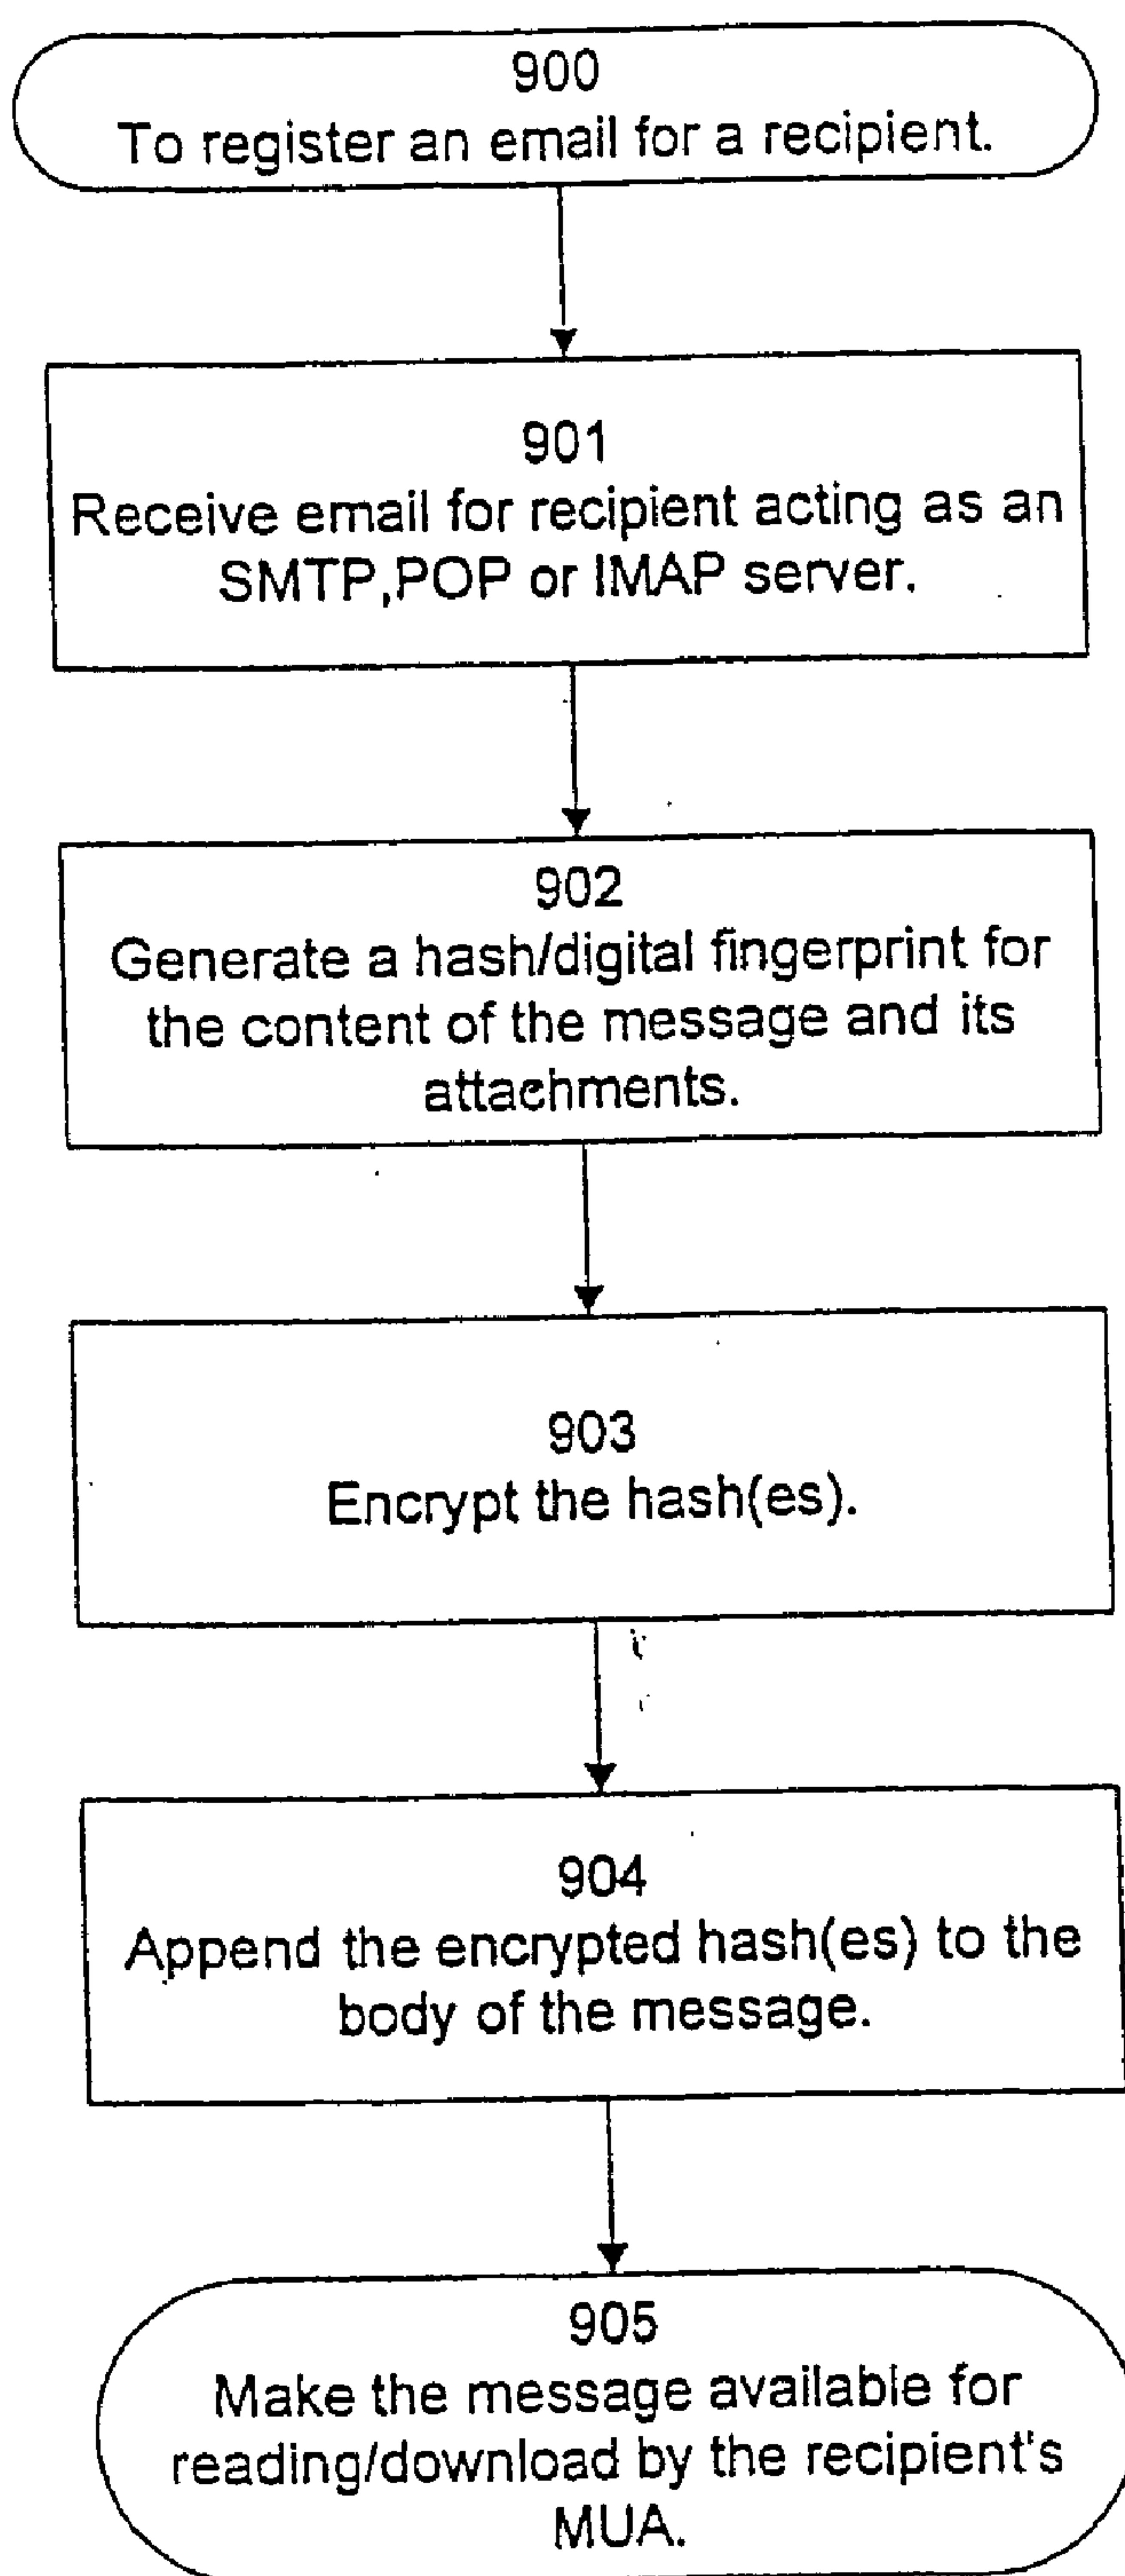 900
To register an email for a recipient.
901
Receive email for recipient acting as an
SMTP,POP or IMAP server.
902
Generate a hash/digital fingerprint for
the content of the message and its
attachments.
903
Encrypt the hash(es).
904
Append the encrypted hash(es) to the
body of the message.
905
Make the message available for
reading/download by the recipient's
MUA.